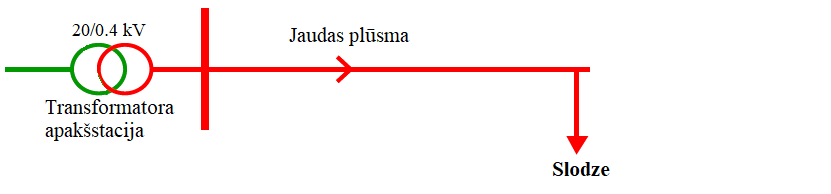 20/0.4 kV
Jaudas plūsma
Transformatora
apakšstacija
Slodze